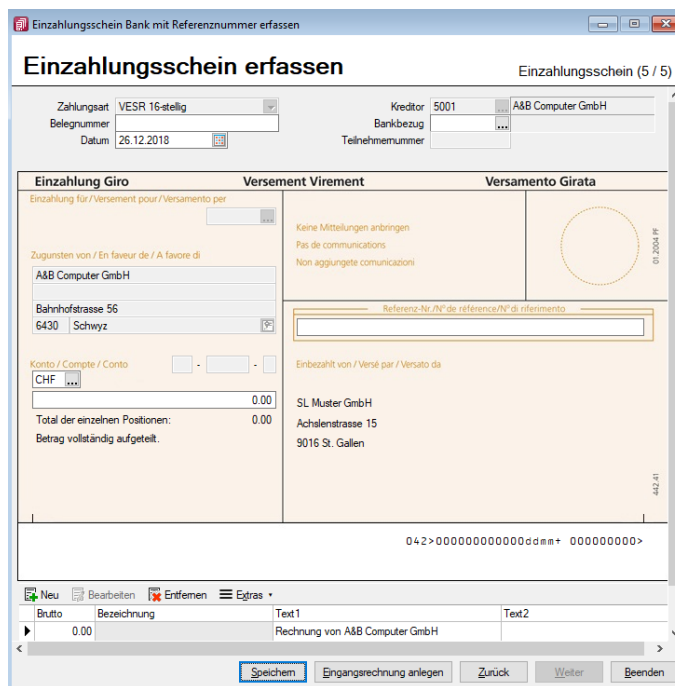 Einzahlungsschein Bank mit Referenznummer erfassen
Einzahlungsschein erfassen
Einzahlungsschein (5 / 5)
Zahlungsart VESR 16-stellig Kreditor 5001 ... A&B Computer GmbH
Belegnummer Bankbezug ...
Datum 26.12.2018 Teilnehmernummer
Einzahlung Giro Versement Virement Versamento Girata
Einzahlung für / Versement pour / Versamento per
...
Keine Mitteilungen anbringen
Pas de communications
Non aggiungete comunicazioni
01.2004 PF
Zugunsten von / En faveur de / A favore di
A&B Computer GmbH
Bahnhofstrasse 56
6430 Schwyz
Referenz-Nr./N° de référence/N° di riferimento
Konto / Compte / Conto - -
CHF ...
0.00
Total der einzelnen Positionen: 0.00
Betrag vollständig aufgeteilt.
Einbezahlt von / Versé par / Versato da
SL Muster GmbH
Achslenstrasse 15
9016 St. Gallen
442.41
042>000000000000ddmm+ 000000000>
Neu Bearbeiten Entfernen Extras
Brutto Bezeichnung Text1 Text2
0.00 Rechnung von A&B Computer GmbH
Speichern Eingangsrechnung anlegen Zurück Weiter Beenden